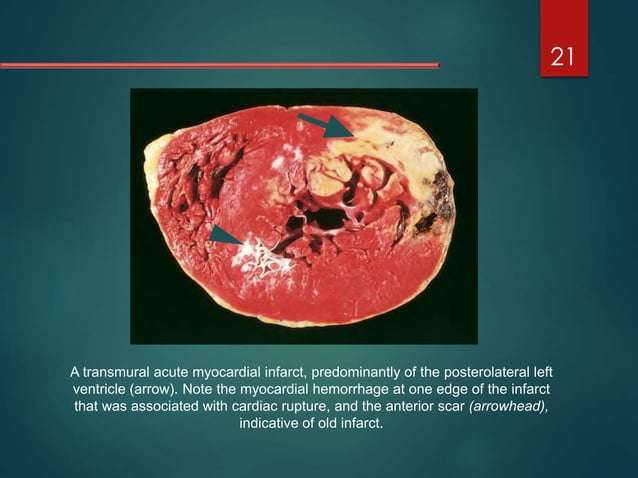 21
A transmural acute myocardial infarct, predominantly of the posterolateral left
ventricle (arrow). Note the myocardial hemorrhage at one edge of the infarct
that was associated with cardiac rupture, and the anterior scar (arrowhead),
indicative of old infarct.